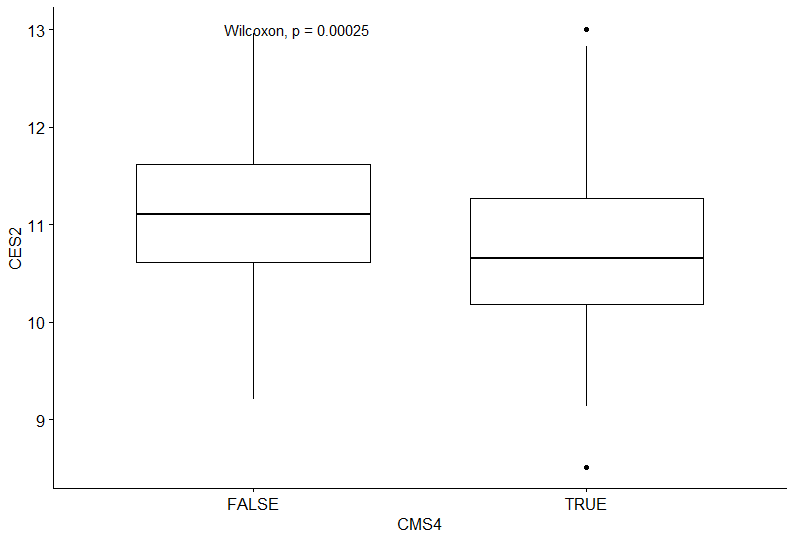 Wilcoxon, p = 0.00025
13
12
11
10
9
CES2
FALSE
TRUE
CMS4